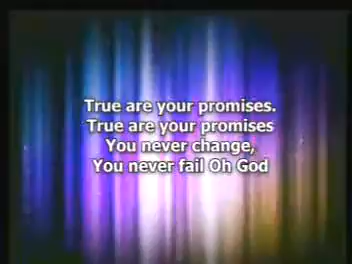 True are your promises.
True are your promises
You never change,
You never fail Oh God